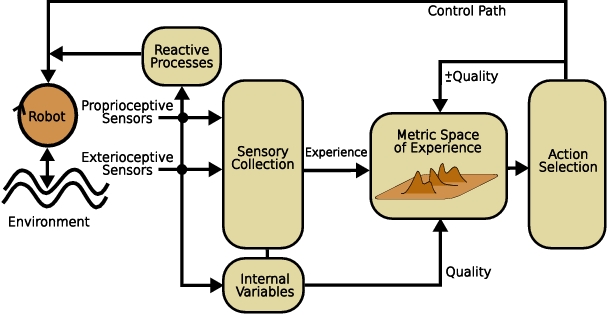 Control Path
Reactive
Processes
±Quality
Proprioceptive
Sensors
Robot
Metric Space
of Experience
Sensory
Collection
Experience
Action
Selection
Exterioceptive
Sensors
Environment
Internal
Variables
Quality